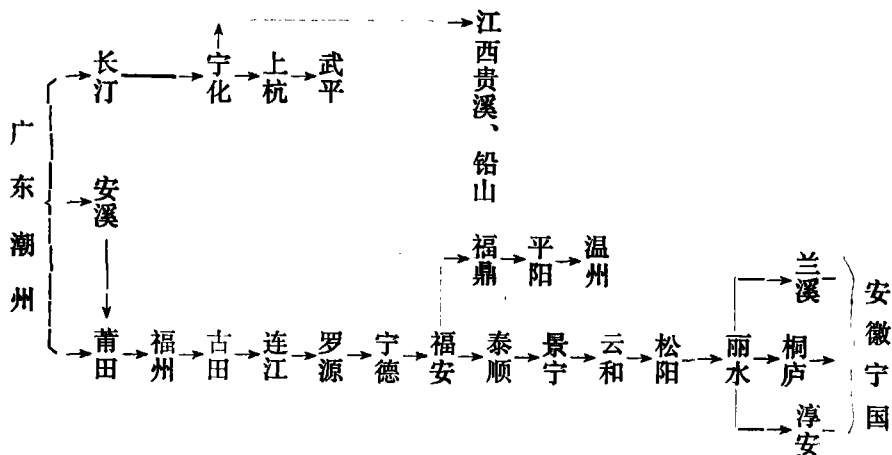 广东潮州
长汀
宁化
上杭
武平
江西贵溪、铅山
安溪
福鼎
平阳
温州
莆田
福州
古田
连江
罗源
宁德
福安
泰顺
景宁
云和
松阳
丽水
兰溪
桐庐
淳安
安徽宁国